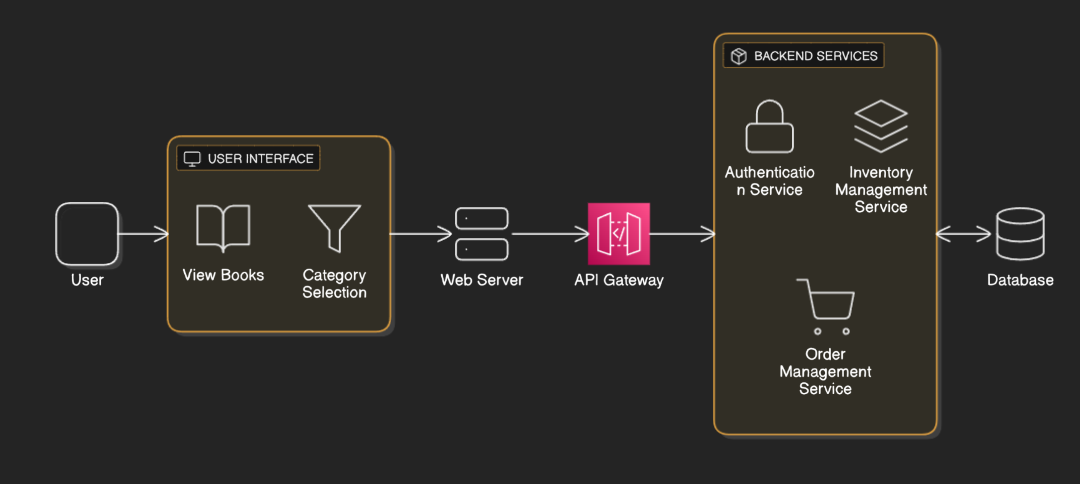 BACKEND SERVICES
Authenticatio
n Service
Inventory
Management
Service
USER INTERFACE
User
View Books
Category
Selection
Web Server
API Gateway
Database
Order
Management
Service